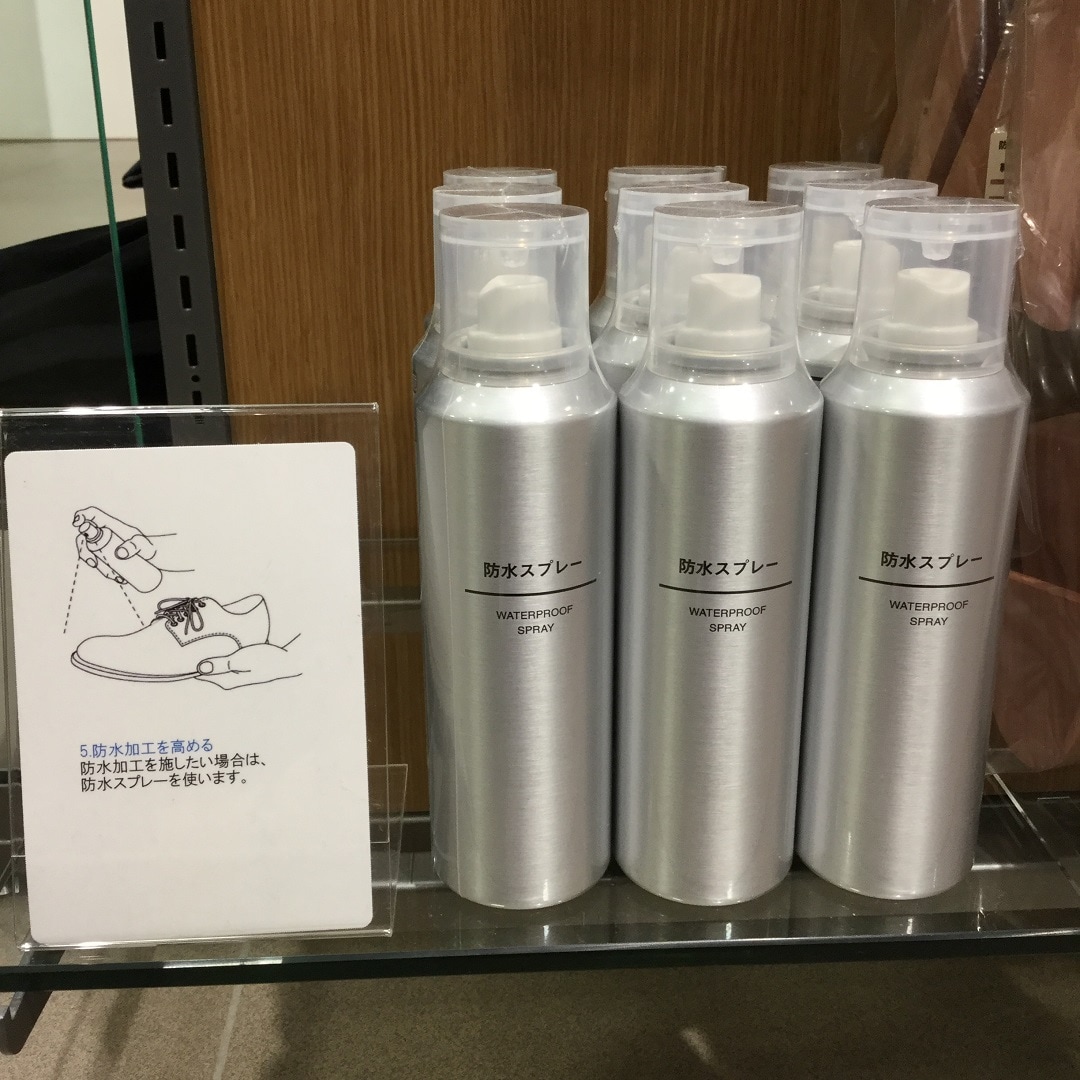 5.防水加工を高める
防水加工を施したい場合は、
防水スプレーを使います。
防水スプレー
WATERPROOF
SPRAY
防水スプレー
WATERPROOF
SPRAY
防水スプレー
WATERPROOF
SPRAY